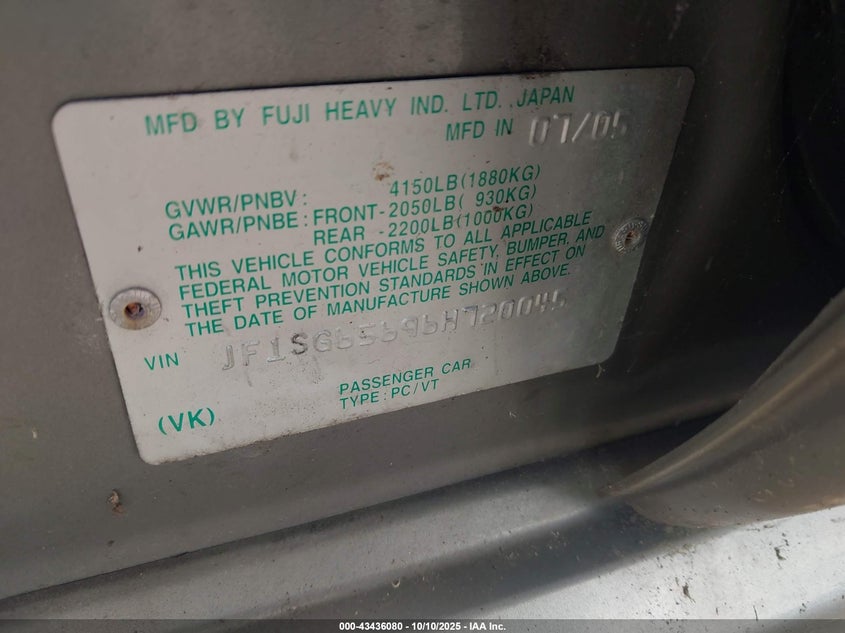 MFD BY FUJI HEAVY IND. LTD. JAPAN
MFD IN 07/05
GVWR/PNBV: 4150LB(1880KG)
GAWR/PNBE: FRONT-2050LB( 930KG)
REAR -2200LB(1000KG)
THIS VEHICLE CONFORMS TO ALL APPLICABLE
FEDERAL MOTOR VEHICLE SAFETY, BUMPER, AND
THEFT PREVENTION STANDARDS IN EFFECT ON
THE DATE OF MANUFACTURE SHOWN ABOVE.
VIN JF1SG65696H720045
PASSENGER CAR
(VK) TYPE:PC/VT
000-43436080 - 10/10/2025 - IAA Inc.